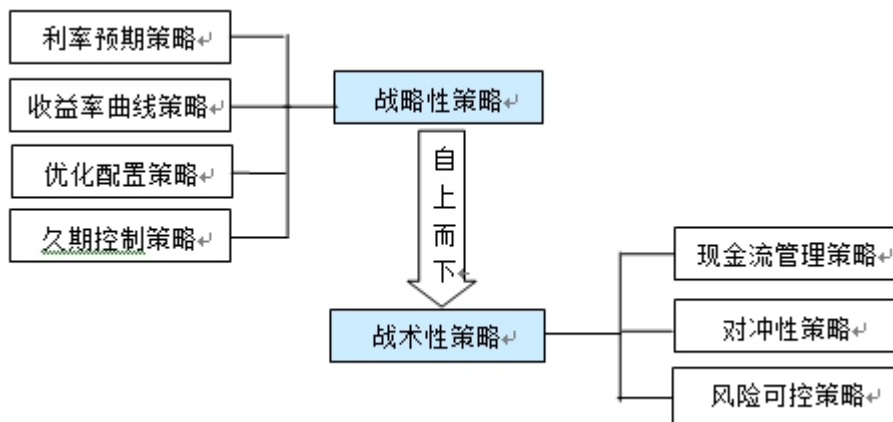 利率预期策略
收益率曲线策略
优化配置策略
久期控制策略
战略性策略
自上而下
战术性策略
现金流管理策略
对冲性策略
风险可控策略